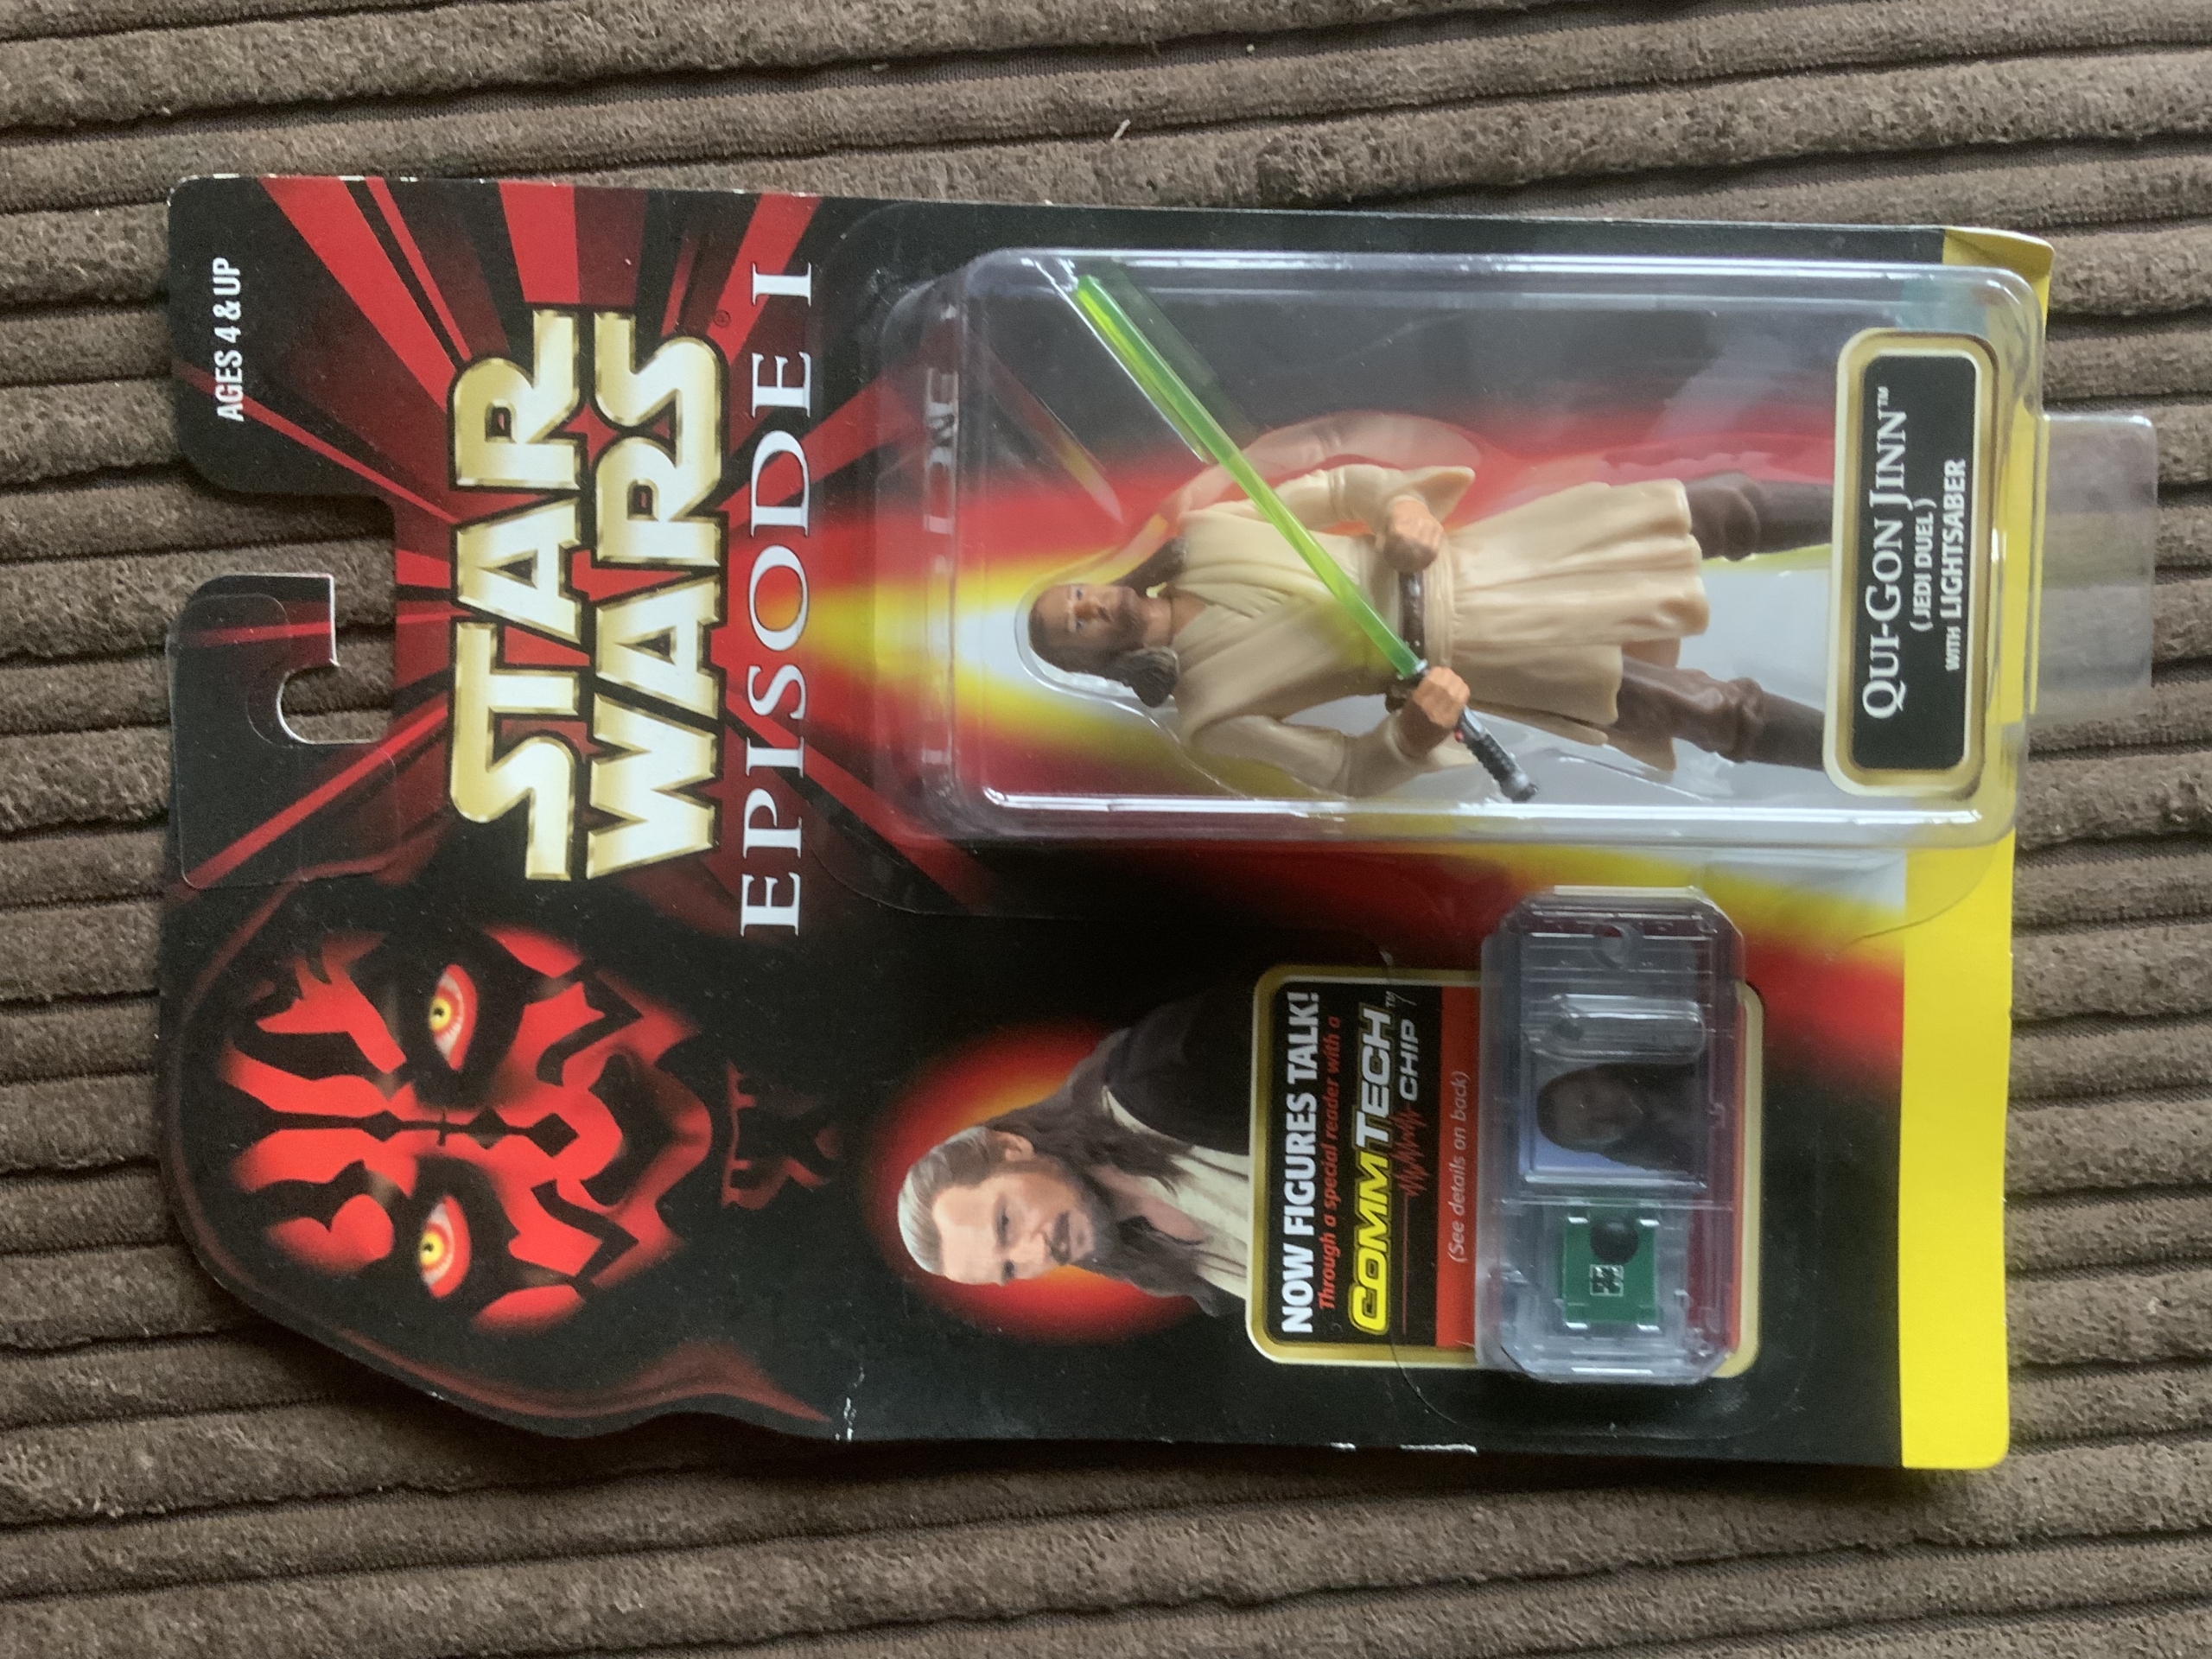 AGES 4 & UP
STAR
WARS®
EPISODE I
NOW FIGURES TALK!
Through a special reader with a
COMMTECH™
CHIP
(See details on back)
QUI-GON JINN™
(JEDI DUEL)
WITH LIGHTSABER